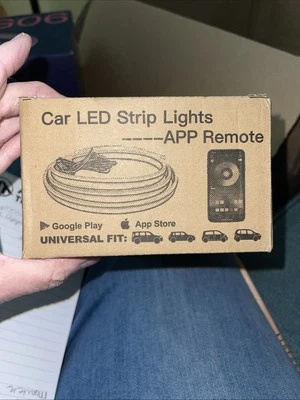 Car LED Strip Lights
-----APP Remote
Google Play App Store
UNIVERSAL FIT: